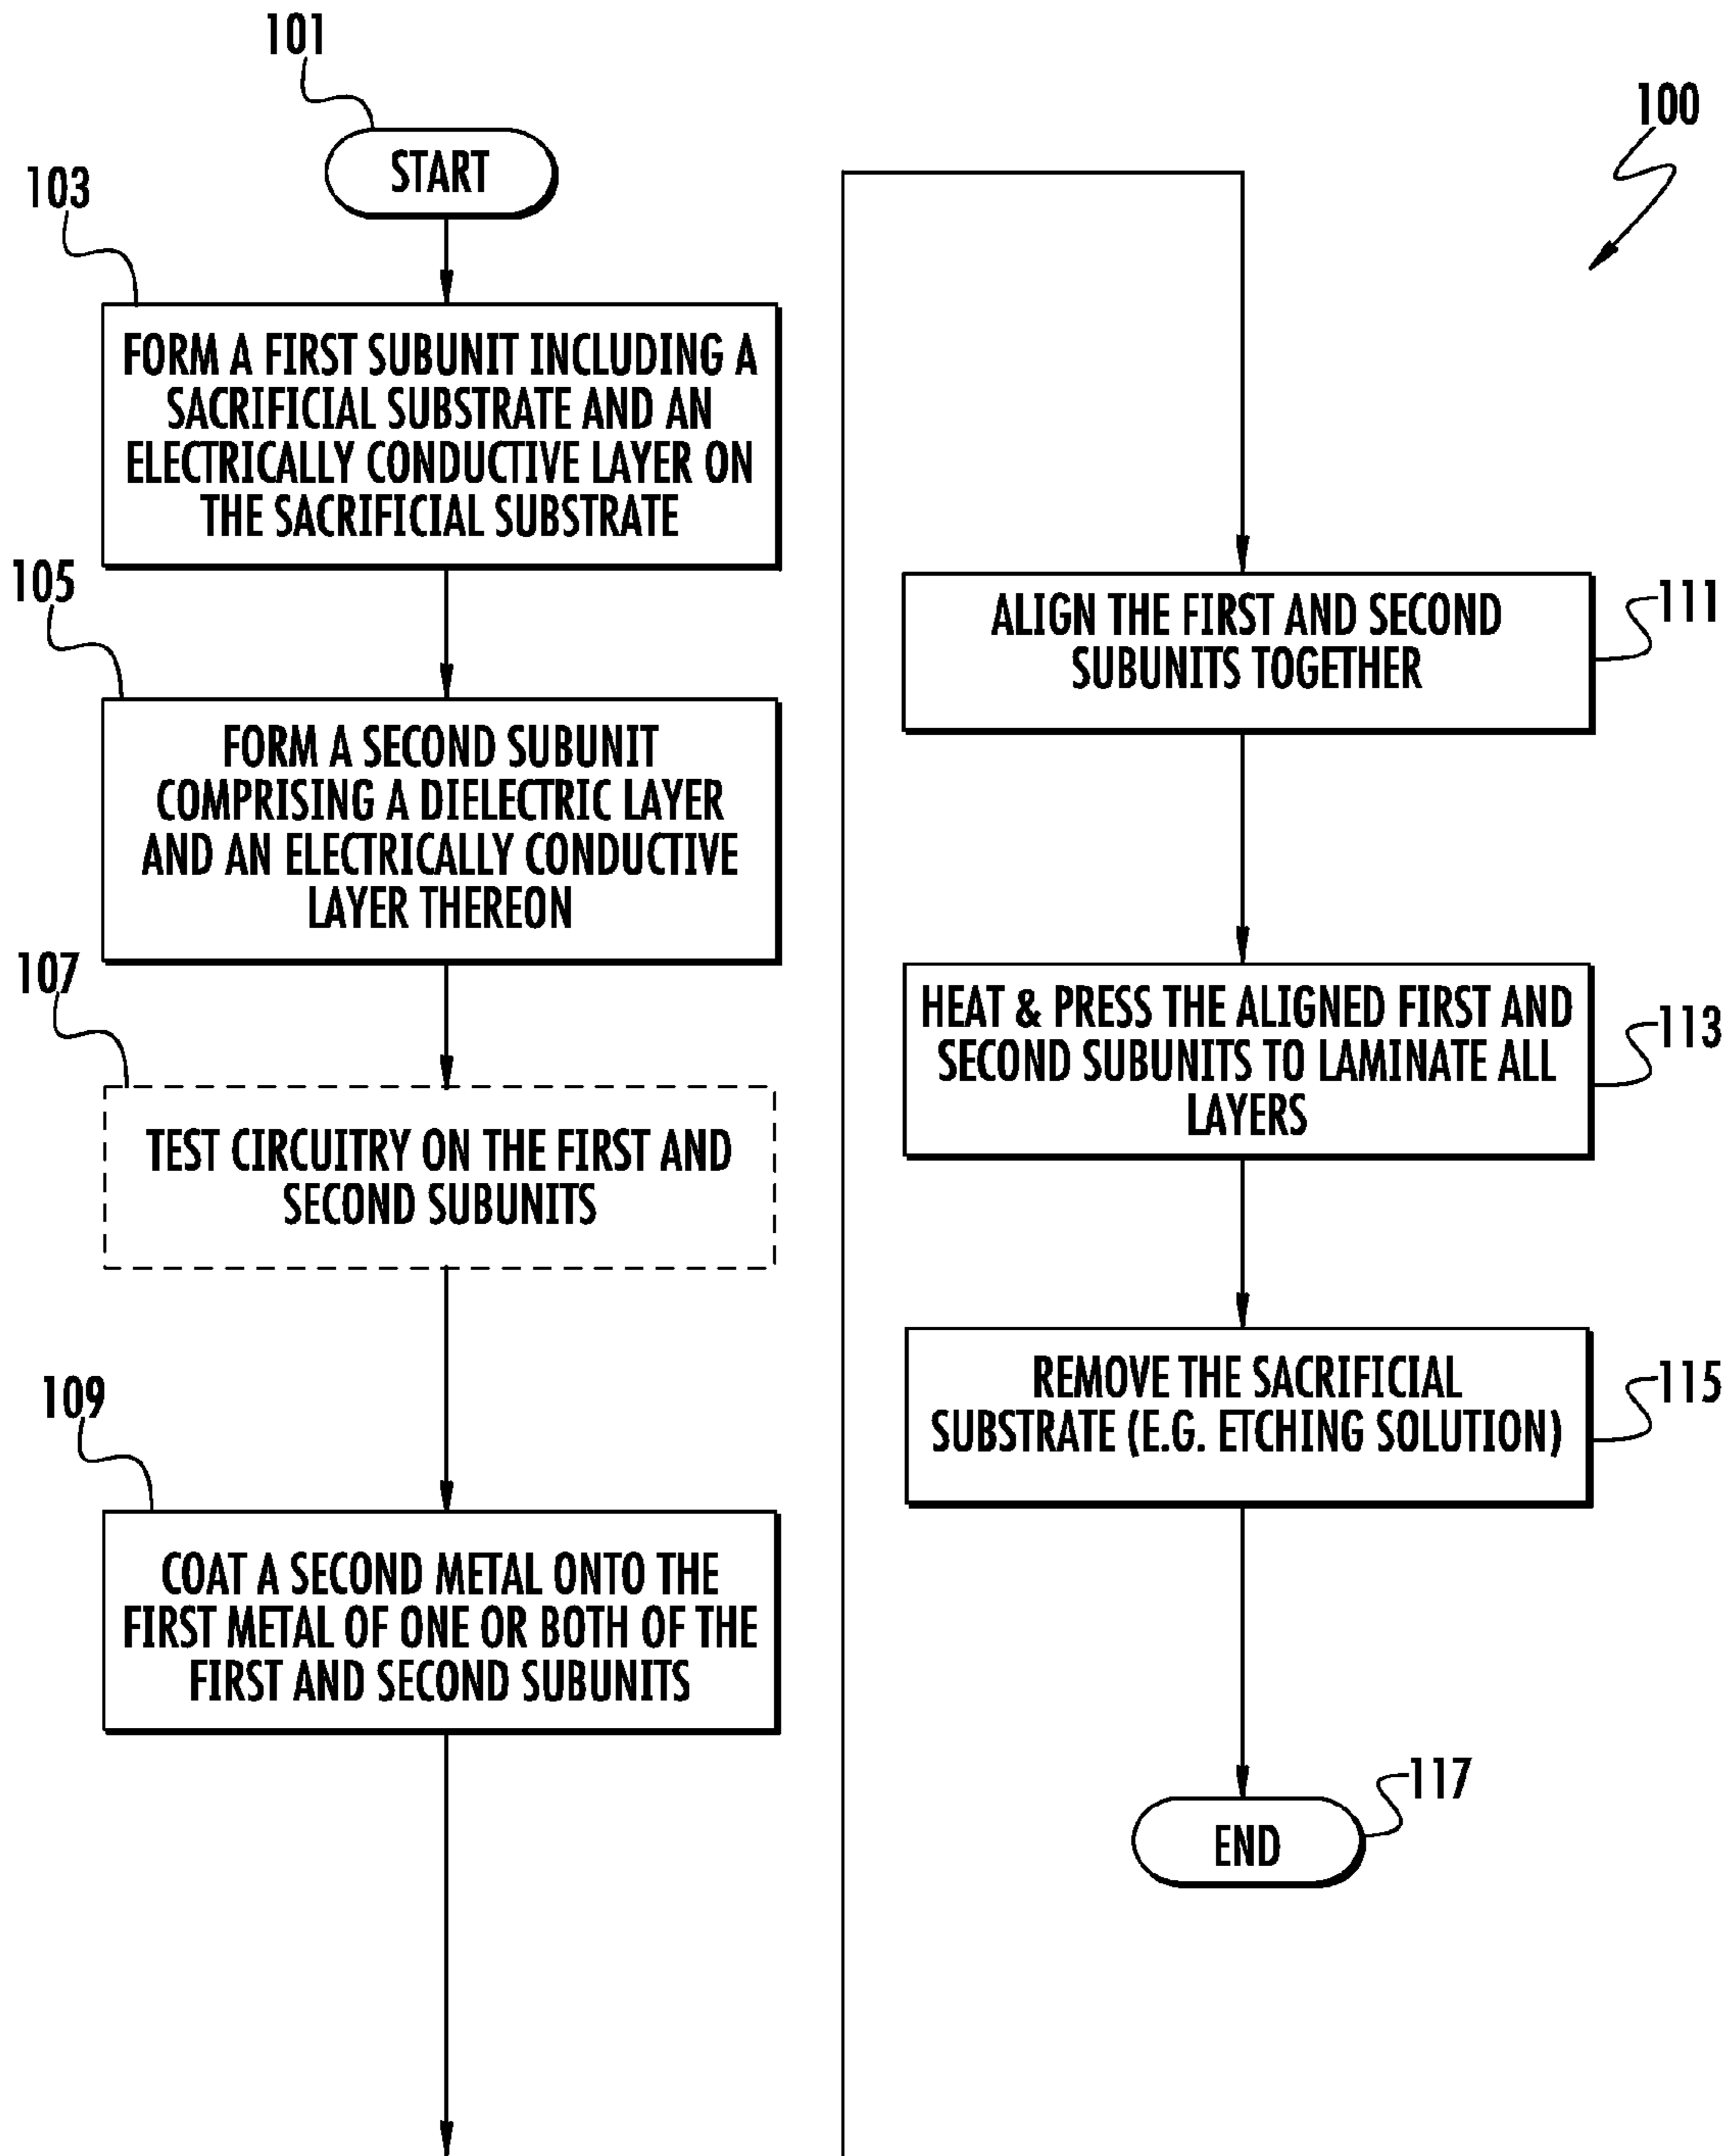 101
START
103
FORM A FIRST SUBUNIT INCLUDING A
SACRIFICIAL SUBSTRATE AND AN
ELECTRICALLY CONDUCTIVE LAYER ON
THE SACRIFICIAL SUBSTRATE
105
FORM A SECOND SUBUNIT
COMPRISING A DIELECTRIC LAYER
AND AN ELECTRICALLY CONDUCTIVE
LAYER THEREON
107
TEST CIRCUITRY ON THE FIRST AND
SECOND SUBUNITS
109
COAT A SECOND METAL ONTO THE
FIRST METAL OF ONE OR BOTH OF THE
FIRST AND SECOND SUBUNITS
100
ALIGN THE FIRST AND SECOND
SUBUNITS TOGETHER
111
HEAT & PRESS THE ALIGNED FIRST AND
SECOND SUBUNITS TO LAMINATE ALL
LAYERS
113
REMOVE THE SACRIFICIAL
SUBSTRATE (E.G. ETCHING SOLUTION)
115
END
117